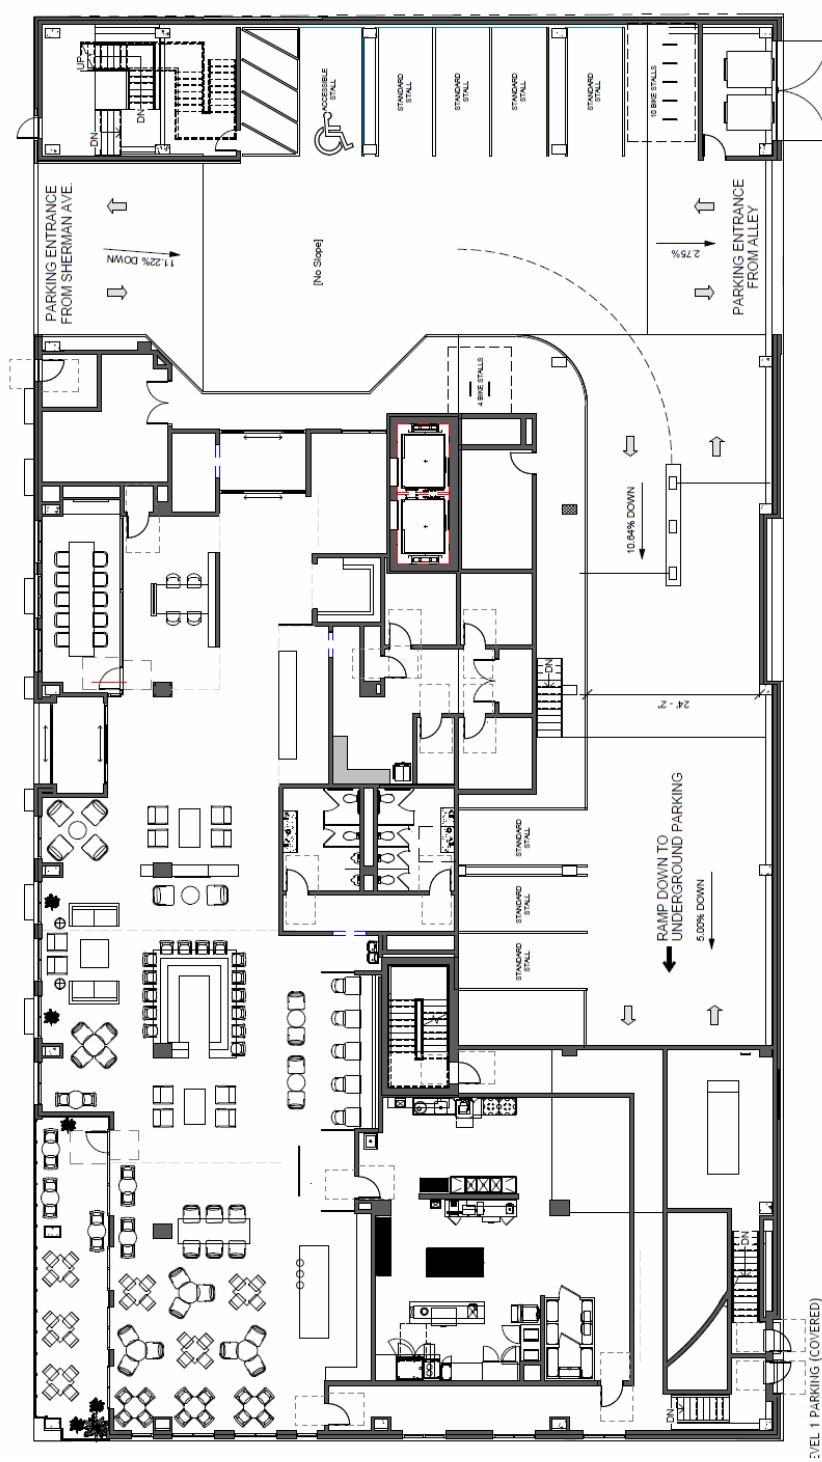 UP
DN
DN
ACCESSIBLE
STALL
STANDARD
STALL
STANDARD
STALL
STANDARD
STALL
STANDARD
STALL
10 BIKE STALLS
PARKING ENTRANCE
FROM SHERMAN AVE.
11.22% DOWN
[No Slope]
2.75%
PARKING ENTRANCE
FROM ALLEY
4 BIKE STALLS
10.64% DOWN
DN
24' - 2"
STANDARD
STALL
STANDARD
STALL
STANDARD
STALL
RAMP DOWN TO
UNDERGROUND PARKING
5.00% DOWN
DN
DN
EVEL 1 PARKING (COVERED)